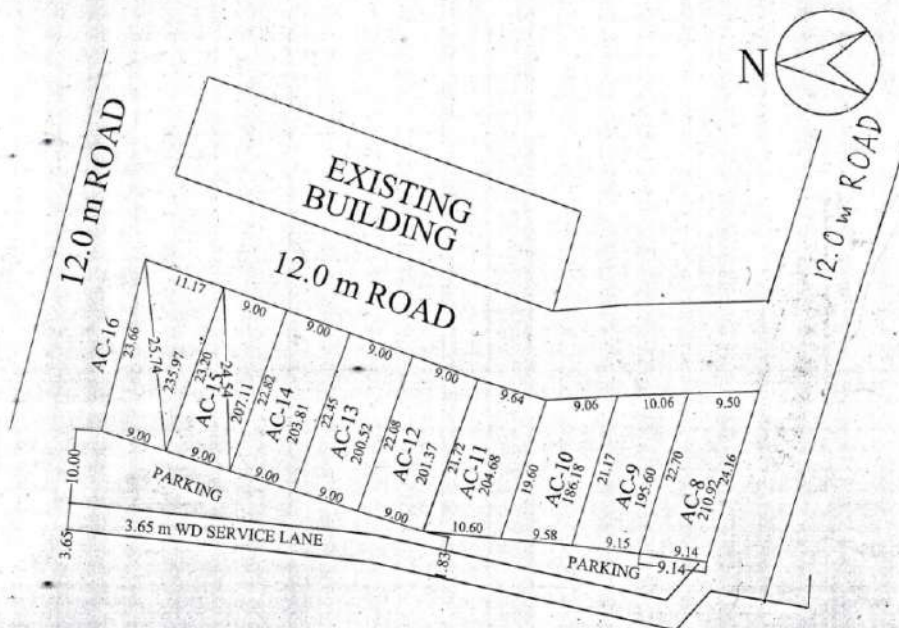 N
12.0 m ROAD
12.0 m ROAD
EXISTING
BUILDING
12.0 m ROAD
11.17
9.00
9.00
9.00
9.00
9.64
9.06
10.06
9.50
AC-16
23.66
25.74
235.97
23.20
AC-15
24.54
207.11
22.82
AC-14
203.81
22.45
AC-13
200.52
22.08
AC-12
201.37
21.72
AC-11
204.68
19.60
AC-10
186.18
21.17
AC-9
195.60
22.70
AC-8
210.92
24.16
9.00
9.00
9.00
9.00
9.00
10.60
9.58
9.15
9.14
9.14
10.00
PARKING
PARKING
3.65
3.65 m WD SERVICE LANE